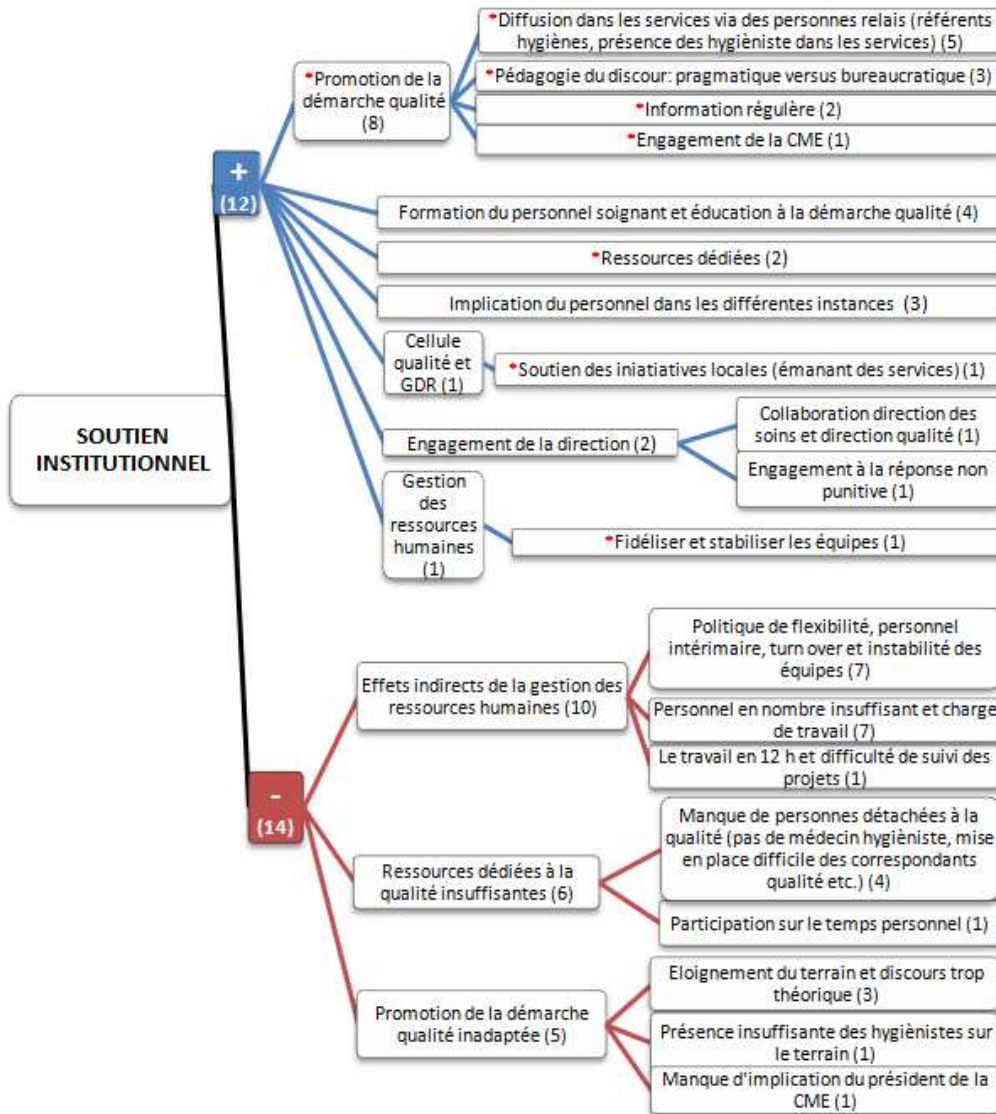 *Diffusion dans les services via des personnes relais (référents
hygiènes, présence des hygièniste dans les services) (5)
*Promotion de la
démarche qualité
(8)
*Pédagogie du discour: pragmatique versus bureaucratique (3)
*Information régulère (2)
*Engagement de la CME (1)
+
(12)
Formation du personnel soignant et éducation à la démarche qualité (4)
*Ressources dédiées (2)
Implication du personnel dans les différentes instances (3)
Cellule
qualité et
GDR (1)
*Soutien des iniatiatives locales (émanant des services) (1)
SOUTIEN
INSTITUTIONNEL
Engagement de la direction (2)
Collaboration direction des
soins et direction qualité (1)
Engagement à la réponse non
punitive (1)
Gestion
des
ressources
humaines
(1)
*Fidéliser et stabiliser les équipes (1)
-
(14)
Effets indirects de la gestion des
ressources humaines (10)
Politique de flexibilité, personnel
intérimaire, turn over et instabilité des
équipes (7)
Personnel en nombre insuffisant et charge
de travail (7)
Le travail en 12 h et difficulté de suivi des
projets (1)
Ressources dédiées à la
qualité insuffisantes (6)
Manque de personnes détachées à la
qualité (pas de médecin hygièniste, mise
en place difficile des correspondants
qualité etc.) (4)
Participation sur le temps personnel (1)
Promotion de la démarche
qualité inadaptée (5)
Eloignement du terrain et discours trop
théorique (3)
Présence insuffisante des hygiènistes sur
le terrain (1)
Manque d'implication du président de la
CME (1)